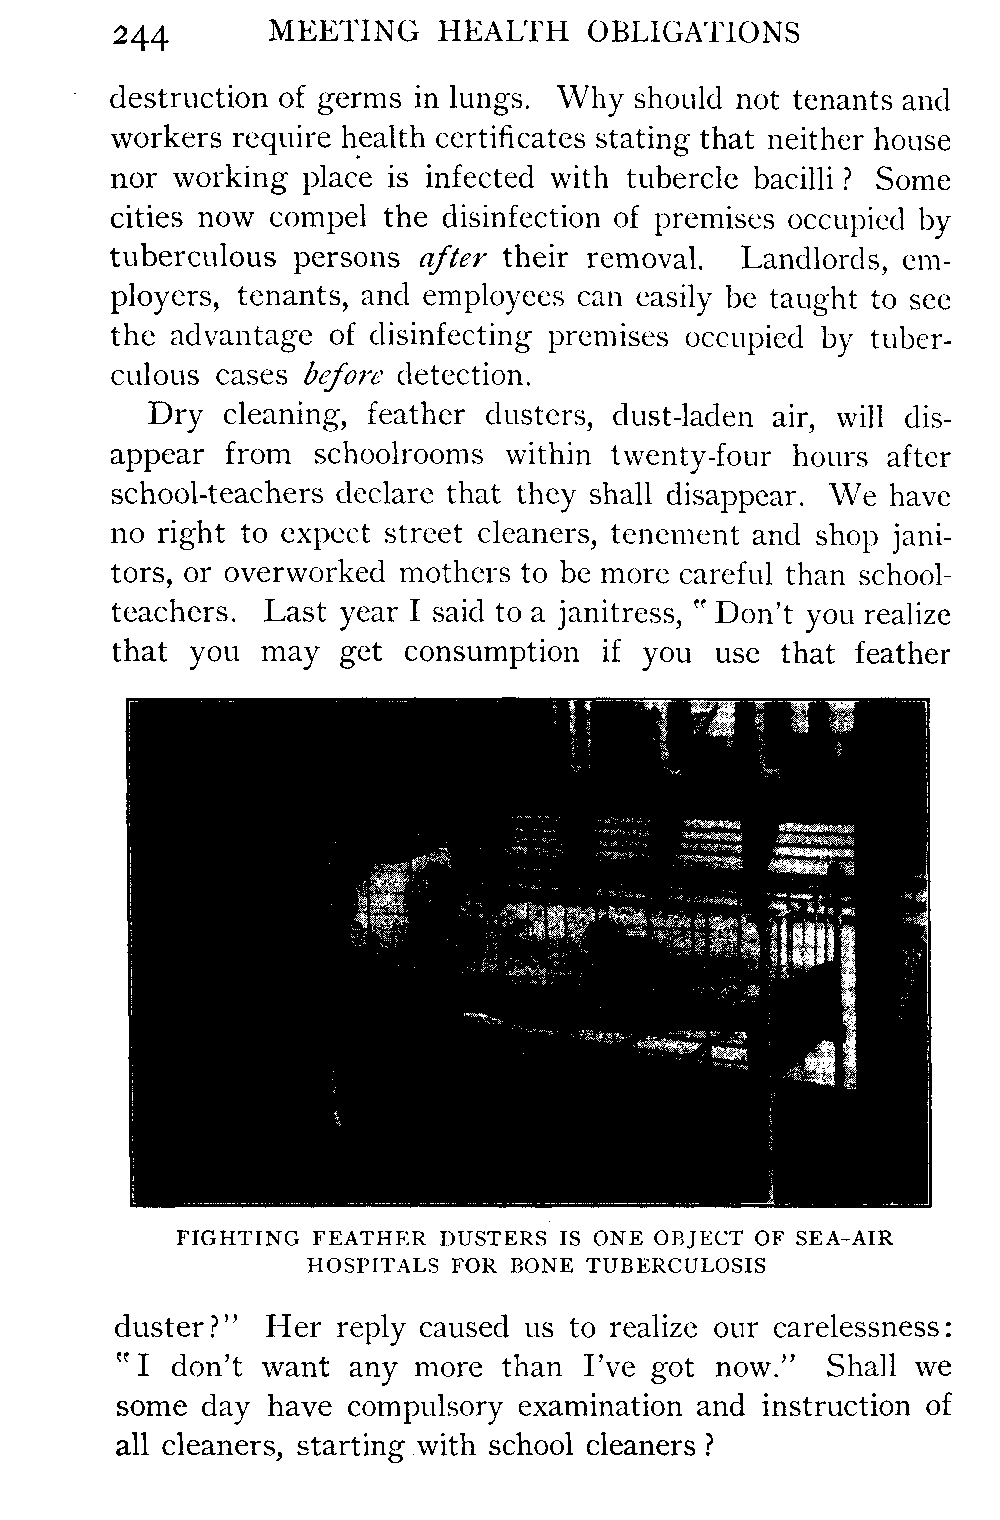 244 MEETING HEALTH OBLIGATIONS
destruction of germs in lungs. Why should not tenants and
workers require health certificates stating that neither house
nor working place is infected with tubercle bacilli? Some
cities now compel the disinfection of premises occupied by
tuberculous persons after their removal. Landlords, em-
ployers, tenants, and employees can easily be taught to see
the advantage of disinfecting premises occupied by tuber-
culous cases before detection.
Dry cleaning, feather dusters, dust-laden air, will dis-
appear from schoolrooms within twenty-four hours after
school-teachers declare that they shall disappear. We have
no right to expect street cleaners, tenement and shop jani-
tors, or overworked mothers to be more careful than school-
teachers. Last year I said to a janitress, "Don't you realize
that you may get consumption if you use that feather
FIGHTING FEATHER DUSTERS IS ONE OBJECT OF SEA-AIR
HOSPITALS FOR BONE TUBERCULOSIS
duster?" Her reply caused us to realize our carelessness:
"I don't want any more than I've got now." Shall we
some day have compulsory examination and instruction of
all cleaners, starting with school cleaners?